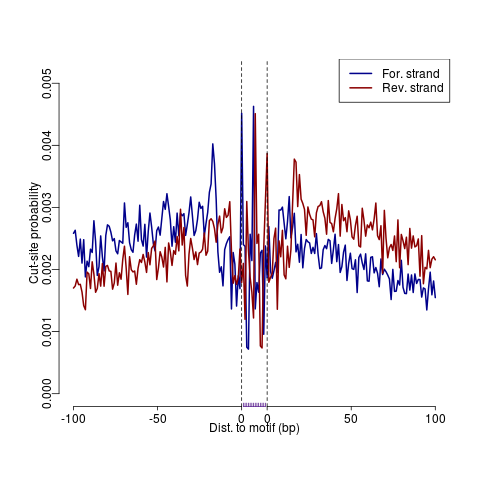 For. strand
Rev. strand
0.005
0.004
0.003
0.002
0.001
0.000
Cut-site probability
-100 -50 0 0 50 100
Dist. to motif (bp)